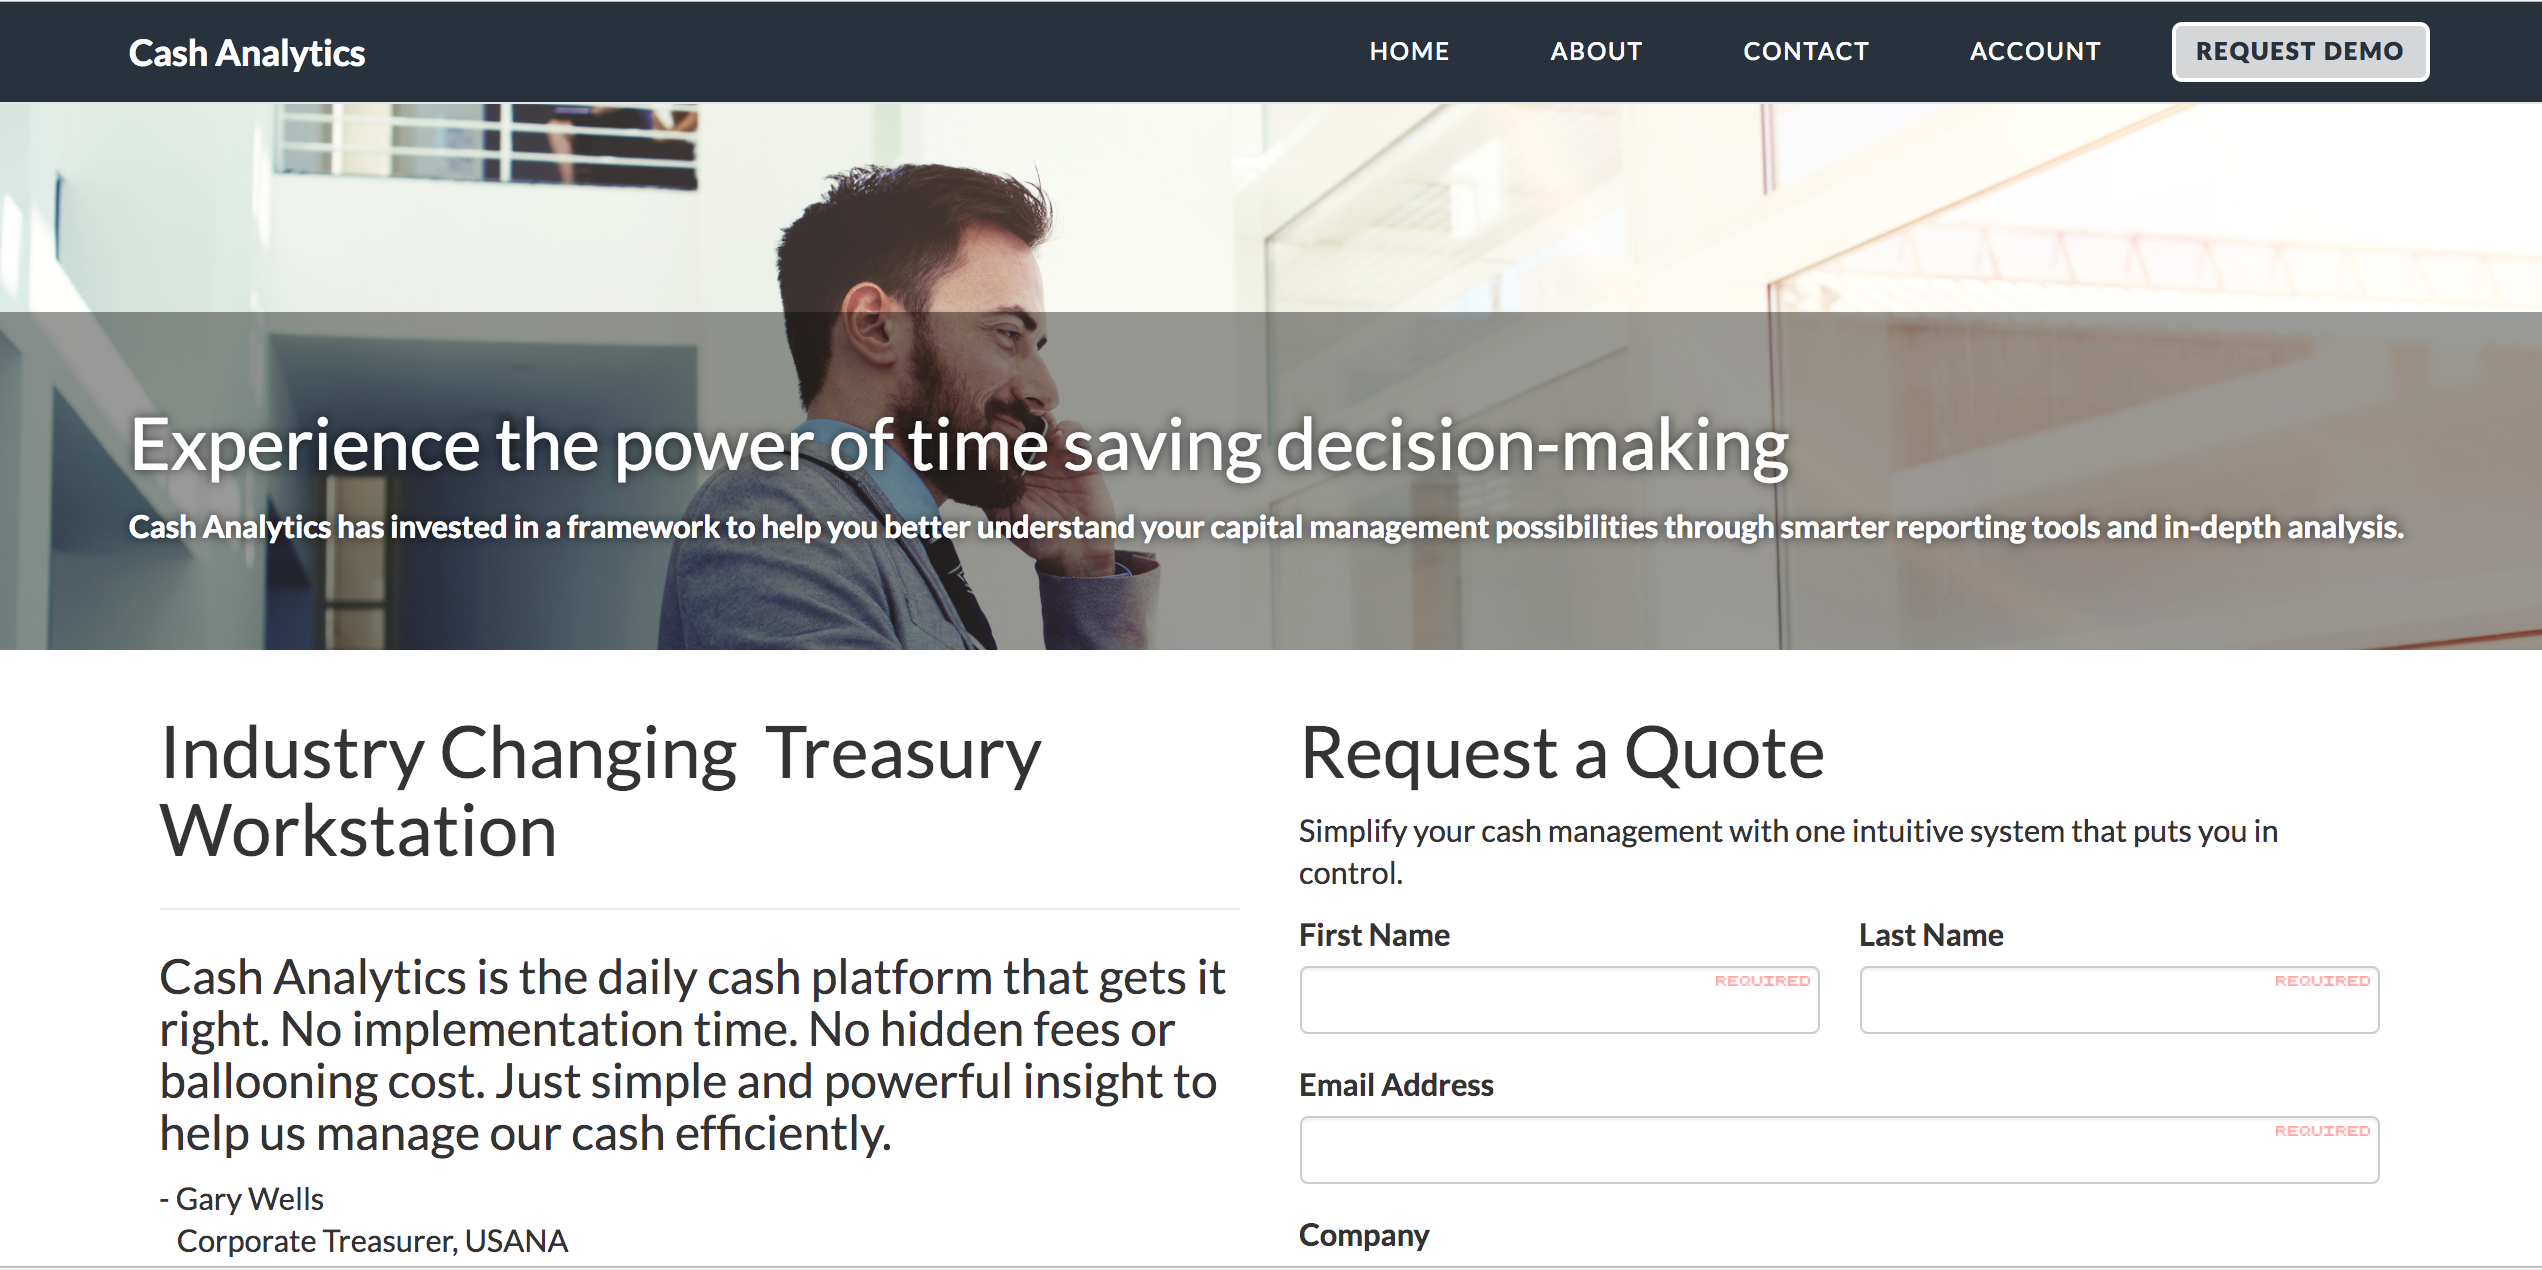 Cash Analytics
HOME ABOUT CONTACT ACCOUNT REQUEST DEMO
Experience the power of time saving decision-making
Cash Analytics has invested in a framework to help you better understand your capital management possibilities through smarter reporting tools and in-depth analysis.
Industry Changing Treasury
Workstation
Cash Analytics is the daily cash platform that gets it
right. No implementation time. No hidden fees or
ballooning cost. Just simple and powerful insight to
help us manage our cash efficiently.
- Gary Wells
Corporate Treasurer, USANA
Request a Quote
Simplify your cash management with one intuitive system that puts you in
control.
First Name Last Name
REQUIRED REQUIRED
Email Address
REQUIRED
Company